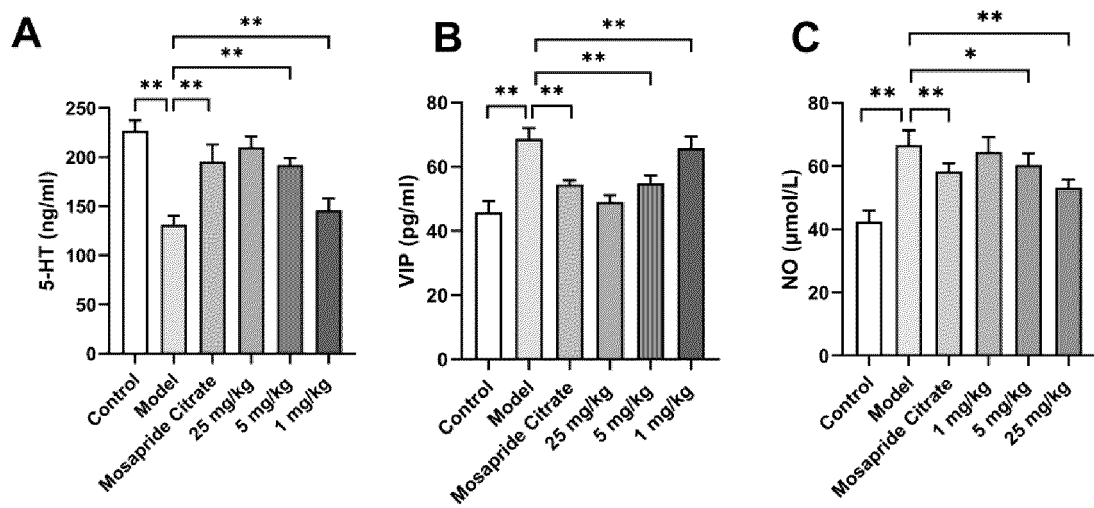 A
**
**
** **
5-HT (ng/ml)
250
200
150
100
50
0
Control
Model
Mosapride Citrate
25 mg/kg
5 mg/kg
1 mg/kg
B
**
**
** **
VIP (pg/ml)
80
60
40
20
0
Control
Model
Mosapride Citrate
25 mg/kg
5 mg/kg
1 mg/kg
C
**
*
** **
NO (μmol/L)
80
60
40
20
0
Control
Model
Mosapride Citrate
1 mg/kg
5 mg/kg
25 mg/kg